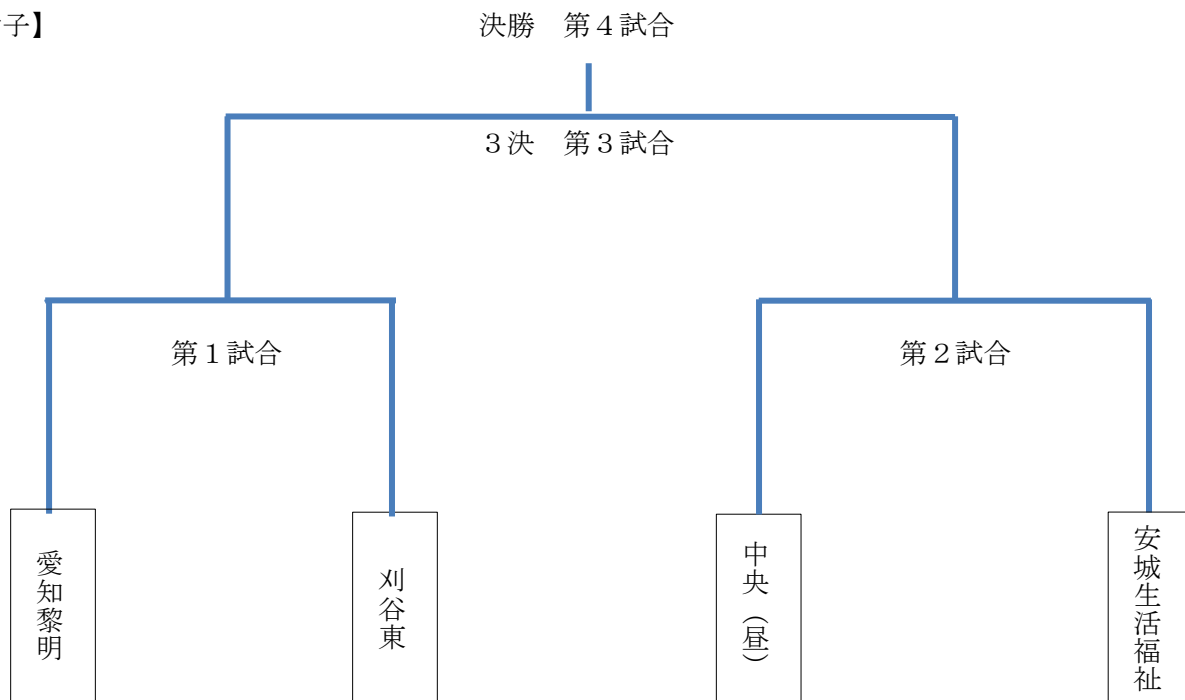 子】
決勝　第４試合
３決　第３試合
第１試合
第２試合
愛知黎明
刈谷東
中央（昼）
安城生活福祉